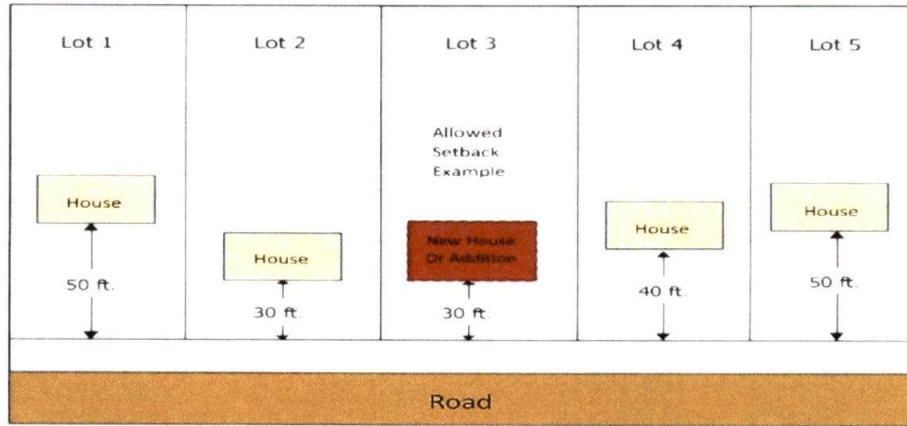 Lot 1
Lot 2
Lot 3
Lot 4
Lot 5
Allowed
Setback
Example
House
House
New House
Or Addition
House
House
50 ft.
30 ft.
30 ft.
40 ft.
50 ft.
Road